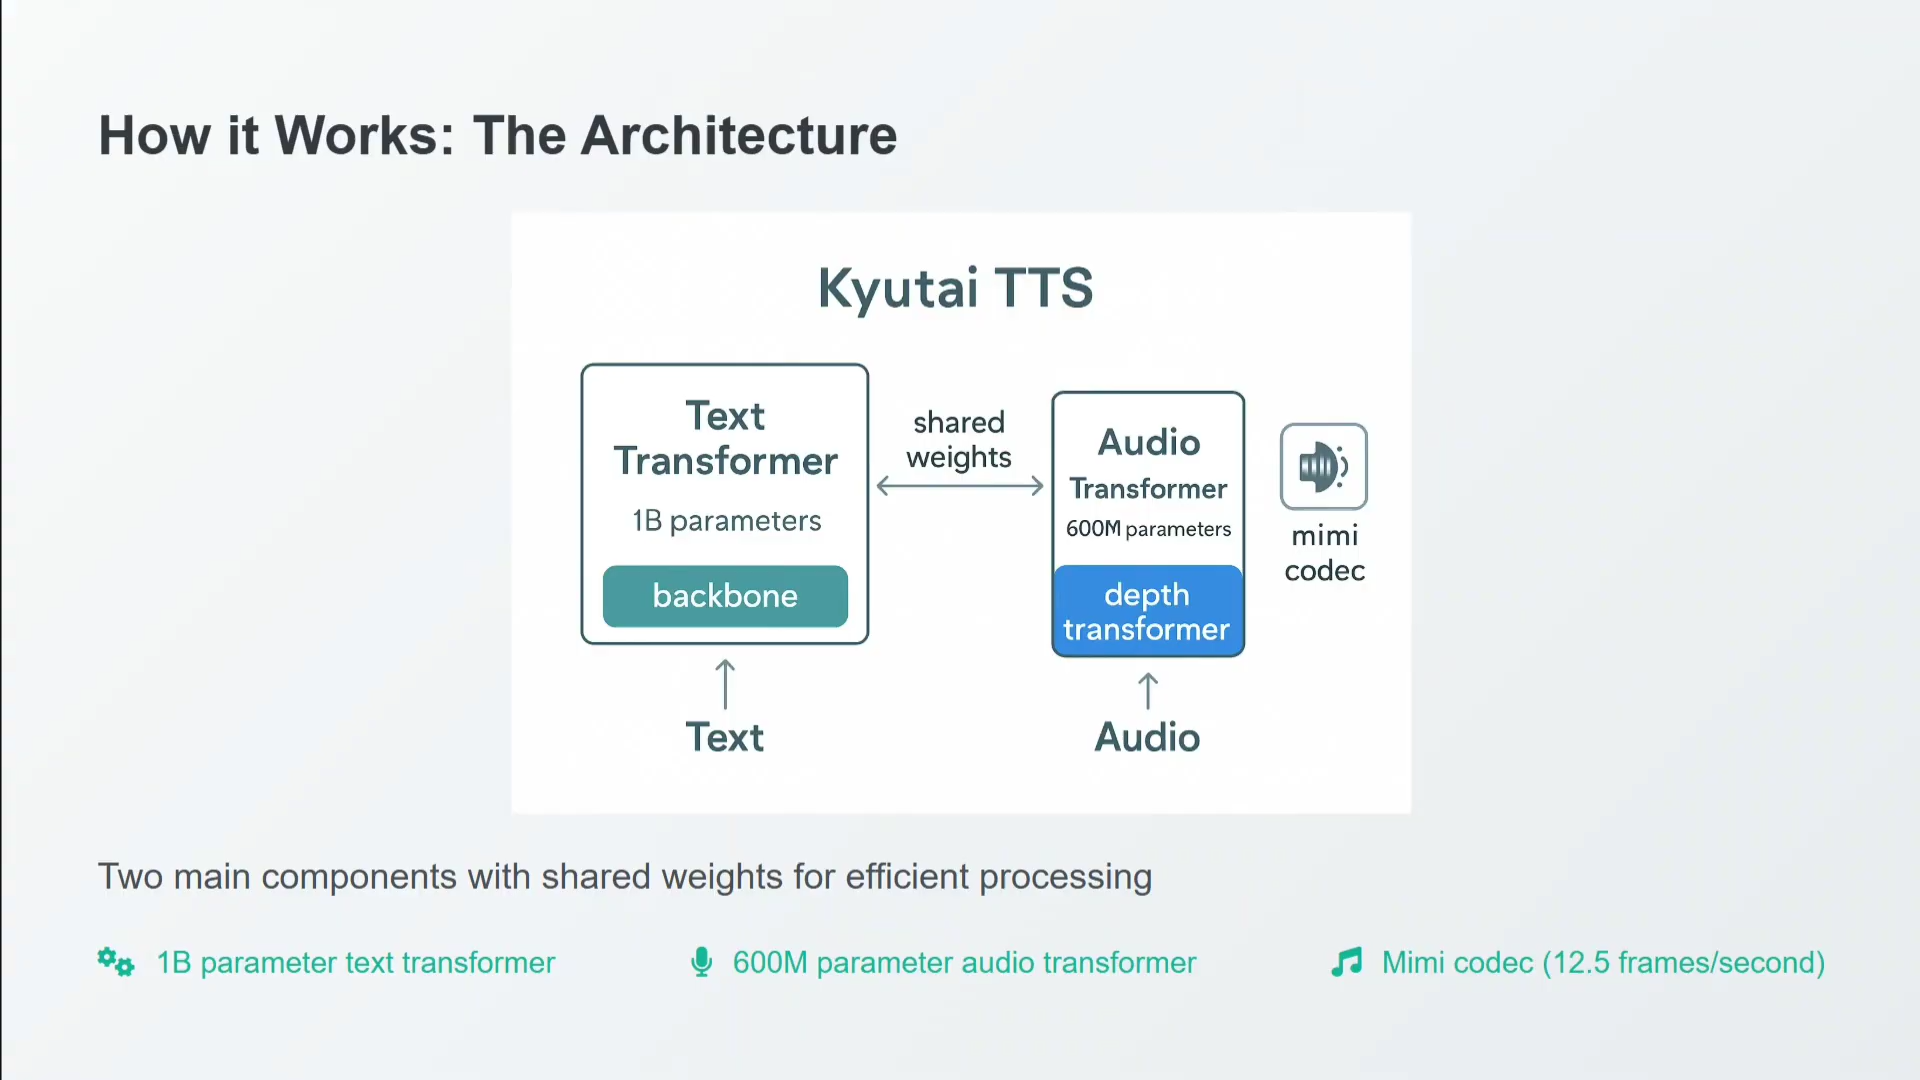 How it Works: The Architecture
Kyutai TTS
Text
Transformer
1B parameters
backbone
Text
shared
weights
Audio
Transformer
600M parameters
depth
transformer
Audio
mimi
codec
Two main components with shared weights for efficient processing
1B parameter text transformer
600M parameter audio transformer
Mimi codec (12.5 frames/second)